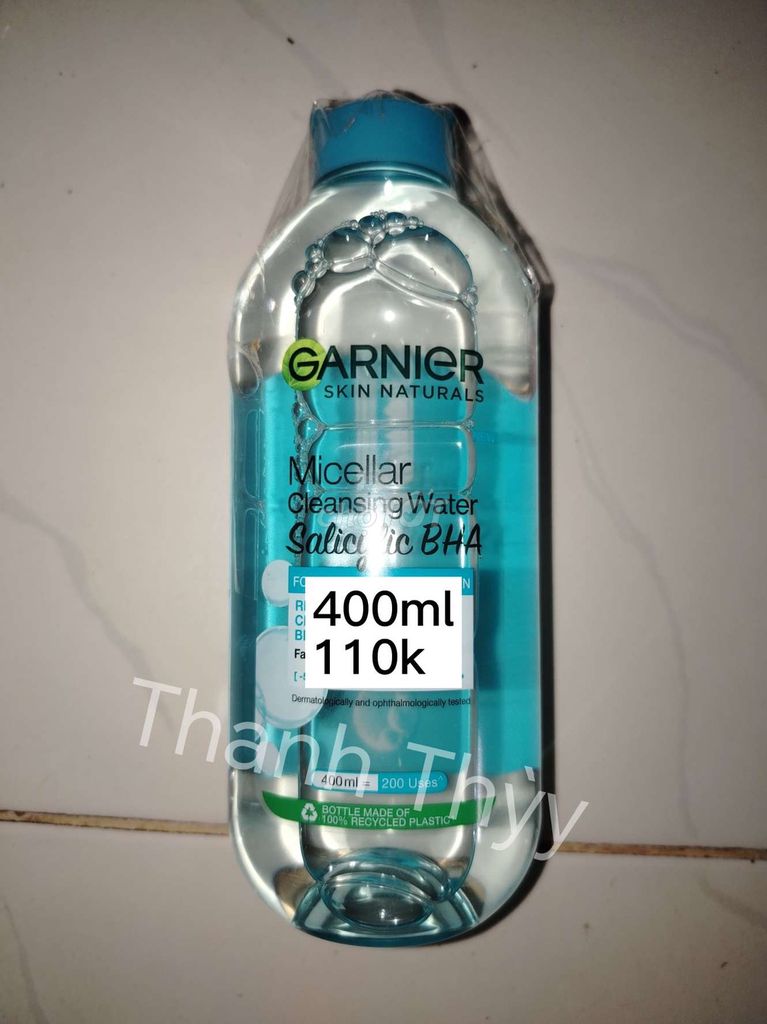 GARNIER
SKIN NATURALS
Micellar
Cleansing Water
Salicylic BHA
400ml
110k
Dermatologically and ophthalmologically tested
Thanh Thỳy
400ml = 200 Uses^
BOTTLE MADE OF
100% RECYCLED PLASTIC